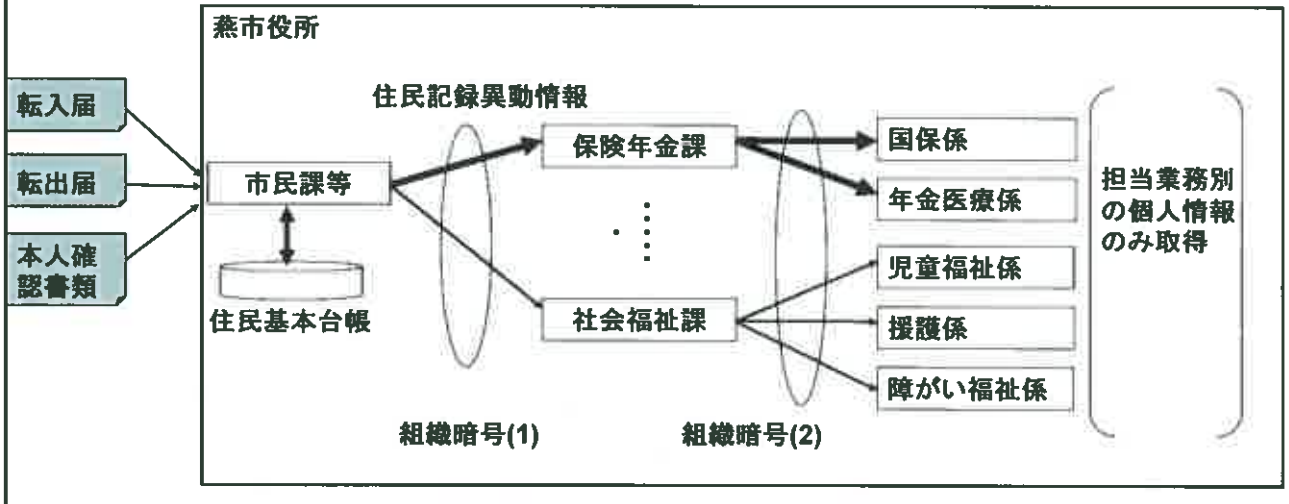 燕市役所
転入届
転出届
本人確
認書類
市民課等
住民基本台帳
住民記録異動情報
保険年金課
社会福祉課
国保係
年金医療係
児童福祉係
援護係
障がい福祉係
担当業務別
の個人情報
のみ取得
組織暗号(1)
組織暗号(2)